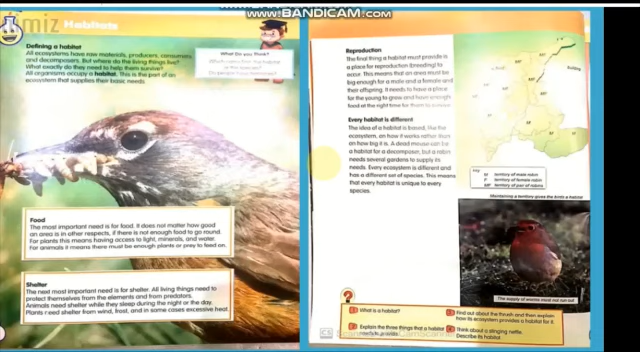 WWW.BANDICAM.COM
Habitats
Defining a habitat
All ecosystems have raw materials, producers, consumers
and decomposers. But where do the living things live?
What exactly do they need to help them survive?
All organisms occupy a habitat. This is the part of an
ecosystem that supplies their basic needs.
What Do you Think?
Food
The most important need is for food. It does not matter how good
an area is in other respects, if there is not enough food to go round.
For plants this means having access to light, minerals, and water.
For animals it means there must be enough plants or prey to feed on.
Shelter
The next most important need is for shelter. All living things need to
protect themselves from the elements and from predators.
Animals need shelter while they sleep during the night or the day.
Plants need shelter from wind, frost, and in some cases excessive heat.
Reproduction
The final thing a habitat must provide is
a place for reproduction (breeding) to
occur. This means that an area must be
big enough for a male and a female and
their offspring. It needs to have a place
for the young to grow and have enough
food at the right time for them to
Every habitat is different
The idea of a habitat is based, like the
ecosystem, on how it works rather than
on how big it is. A dead mouse can be
a habitat for a decomposer, but a robin
needs several gardens to supply its
needs. Every ecosystem is different and
has a different set of species. This means
that every habitat is unique to every
species.
territory of male robin
territory of female robin
territory of pair of robins
Maintaining a territory gives the birds a habitat
The supply of worms must not run out
?
What is a habitat?
Explain the three things that a habitat
Find out about the thrush and then explain
how its ecosystem provides a habitat for it.
Think about a stinging nettle.
Describe its habitat